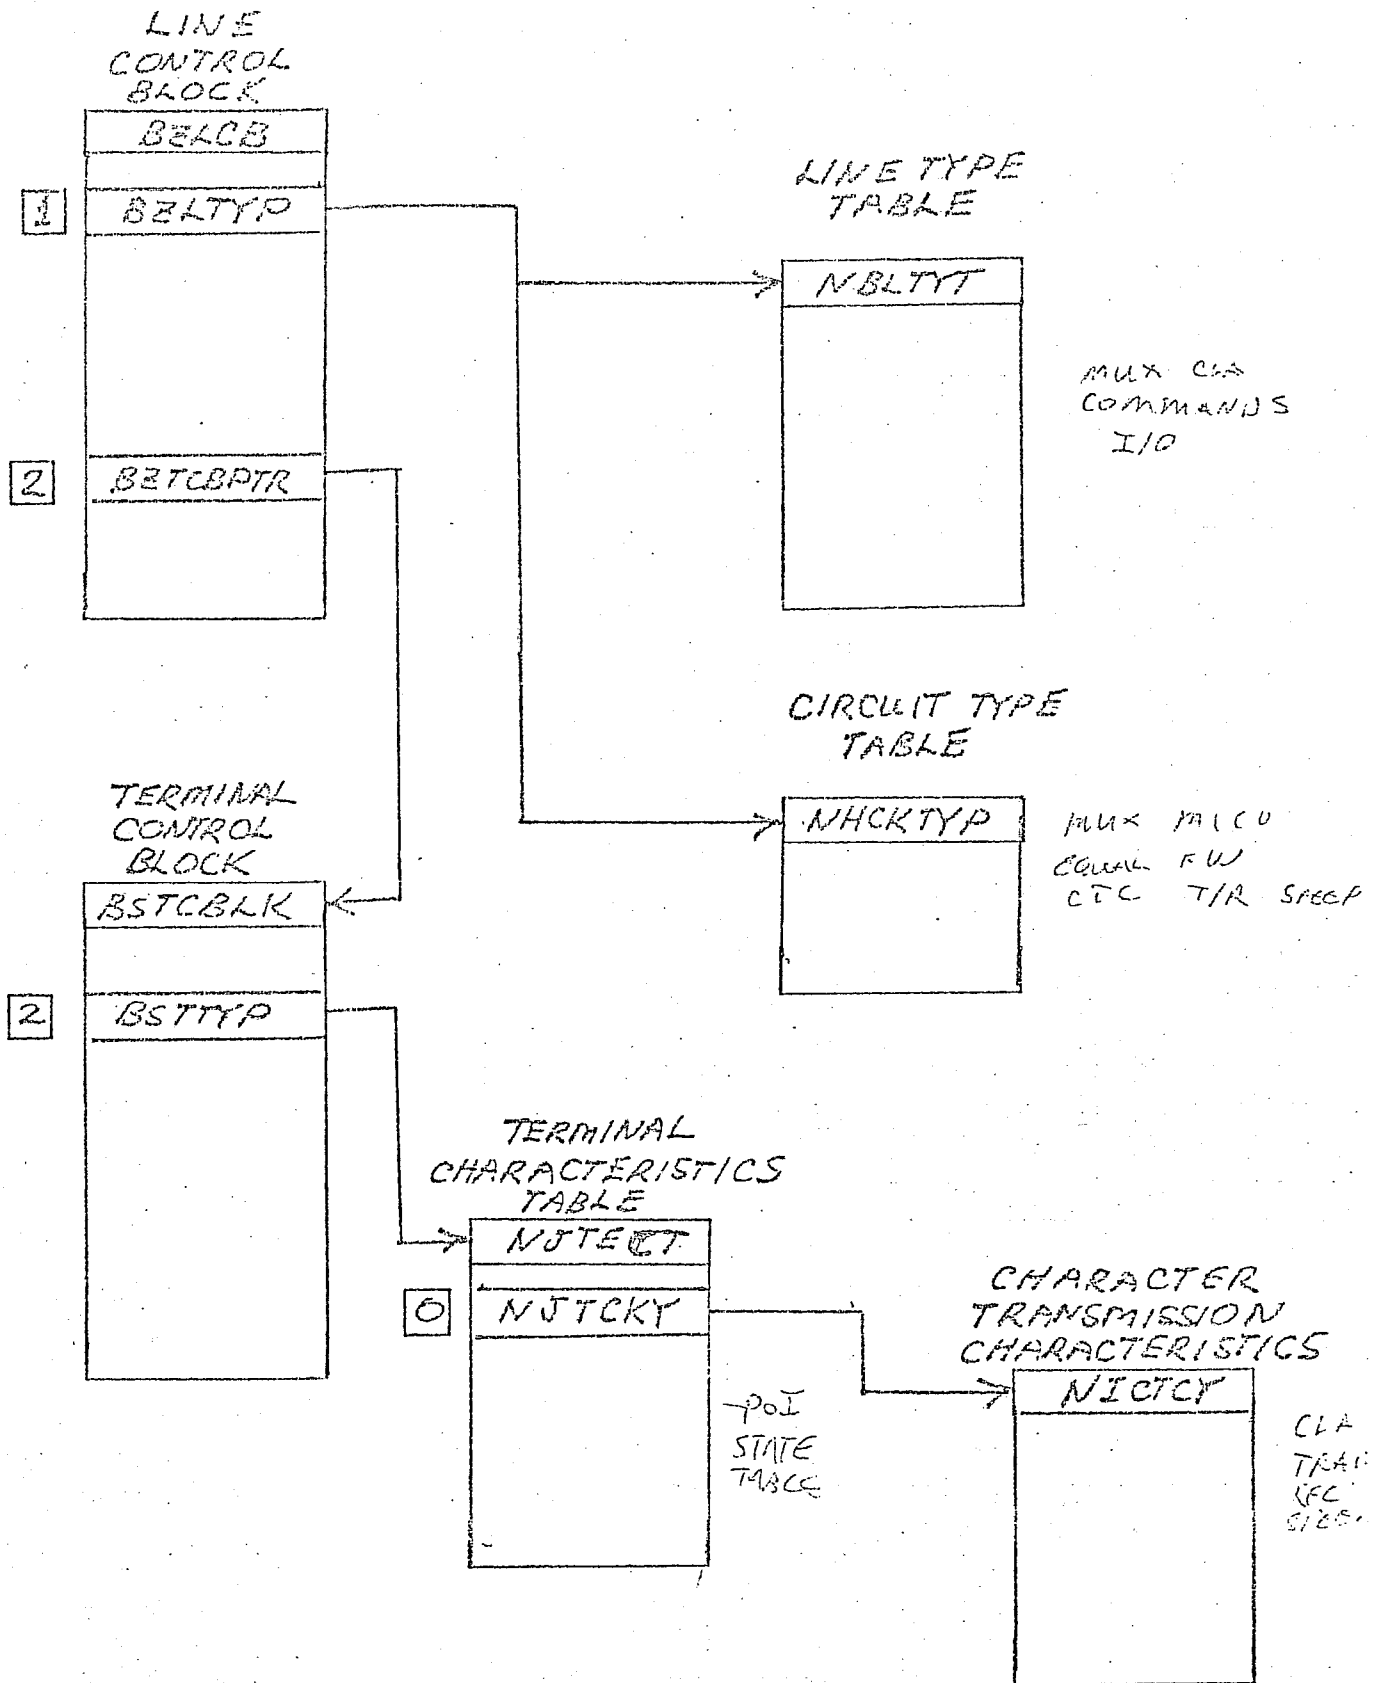 LINE
CONTROL
BLOCK
BZLCB
1
BZLTYP
2
BZTCBPTR
LINE TYPE
TABLE
NBLTYT
MUX CLA
COMMANDS
I/O
CIRCUIT TYPE
TABLE
NHCKTYP
MUX
EQUAL FW
CTC T/R
TERMINAL
CONTROL
BLOCK
BSTCBLK
2
BSTTYP
TERMINAL
CHARACTERISTICS
TABLE
NJTECT
0
NJTCKY
POI
STATE
TABLE
CHARACTER
TRANSMISSION
CHARACTERISTICS
NICTCY
CLA